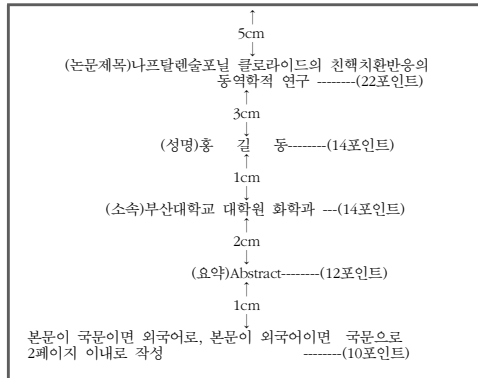 ↑
5cm
↓
(논문제목)나프탈렌술포닐 클로라이드의 친핵치환반응의
동역학적 연구 --------(22포인트)
↑
3cm
↓
(성명)홍 길 동--------(14포인트)
↑
1cm
↓
(소속)부산대학교 대학원 화학과 ---(14포인트)
↑
2cm
↓
(요약)Abstract--------(12포인트)
↑
1cm
↓
본문이 국문이면 외국어로, 본문이 외국어이면 국문으로
2페이지 이내로 작성 --------(10포인트)